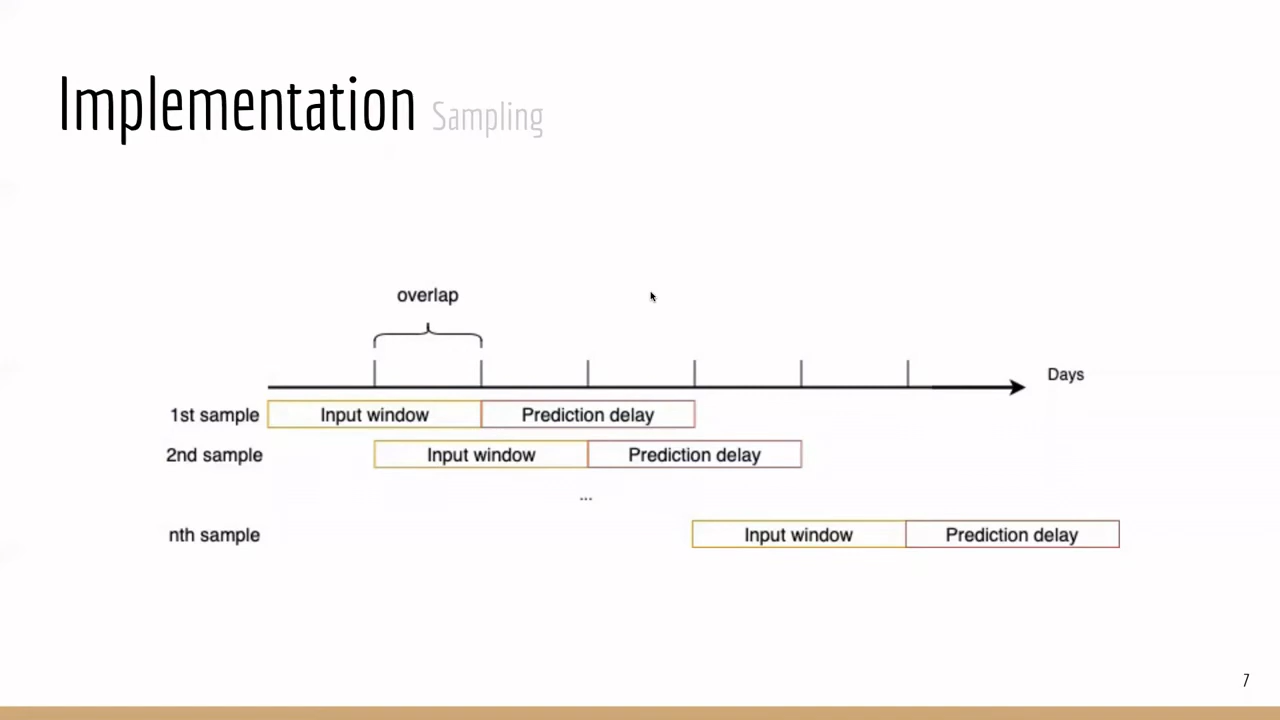 Implementation Sampling
overlap
Days
1st sample Input window Prediction delay
2nd sample Input window Prediction delay
...
nth sample Input window Prediction delay
7